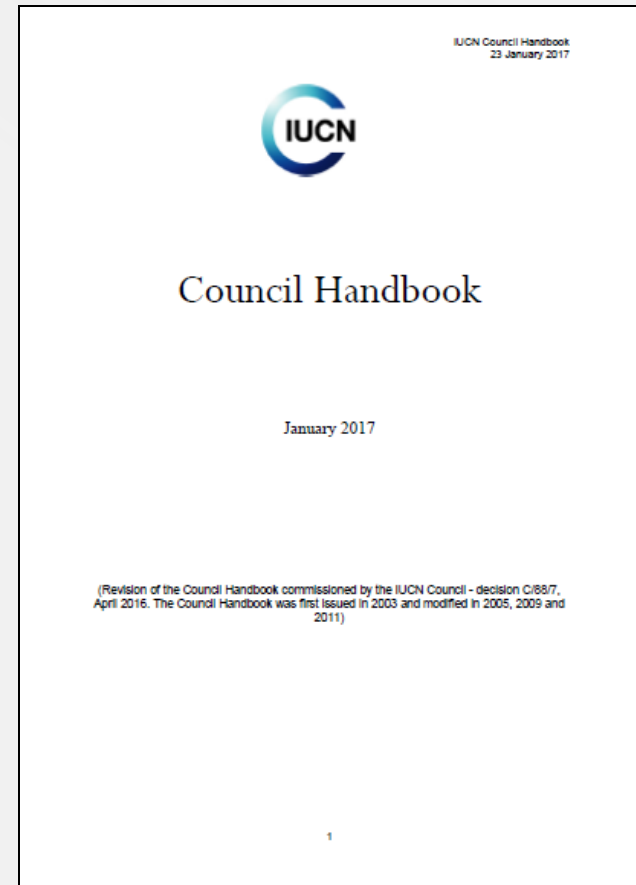 IUCN Council Handbook
23 January 2017
IUCN
Council Handbook
January 2017
(Revision of the Council Handbook commissioned by the IUCN Council - decision C/88/7,
April 2016. The Council Handbook was first issued in 2003 and modified in 2005, 2009 and
2011)
1